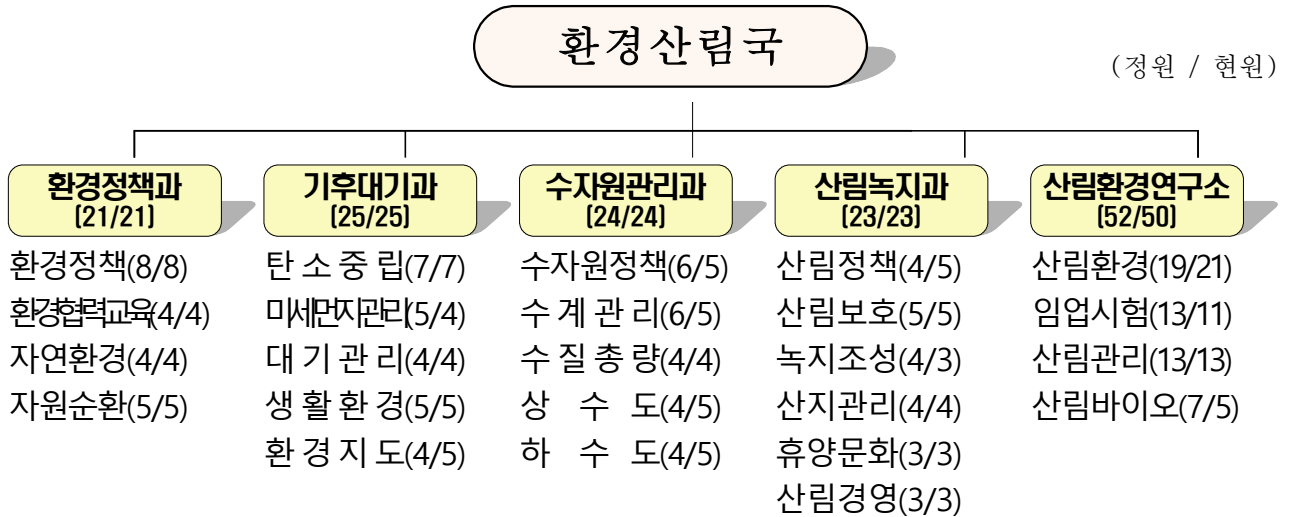 환경산림국
(정원 / 현원)
환경정책과
(21/21)
환경정책(8/8)
환경협력교육(4/4)
자연환경(4/4)
자원순환(5/5)
기후대기과
(25/25)
탄 소 중 립(7/7)
미세먼지관리(5/4)
대 기 관 리(4/4)
생 활 환 경(5/5)
환 경 지 도(4/5)
수자원관리과
(24/24)
수자원정책(6/5)
수 계 관 리(6/5)
수 질 총 량(4/4)
상 수 도(4/5)
하 수 도(4/5)
산림녹지과
(23/23)
산림정책(4/5)
산림보호(5/5)
녹지조성(4/3)
산지관리(4/4)
휴양문화(3/3)
산림경영(3/3)
산림환경연구소
(52/50)
산림환경(19/21)
임업시험(13/11)
산림관리(13/13)
산림바이오(7/5)